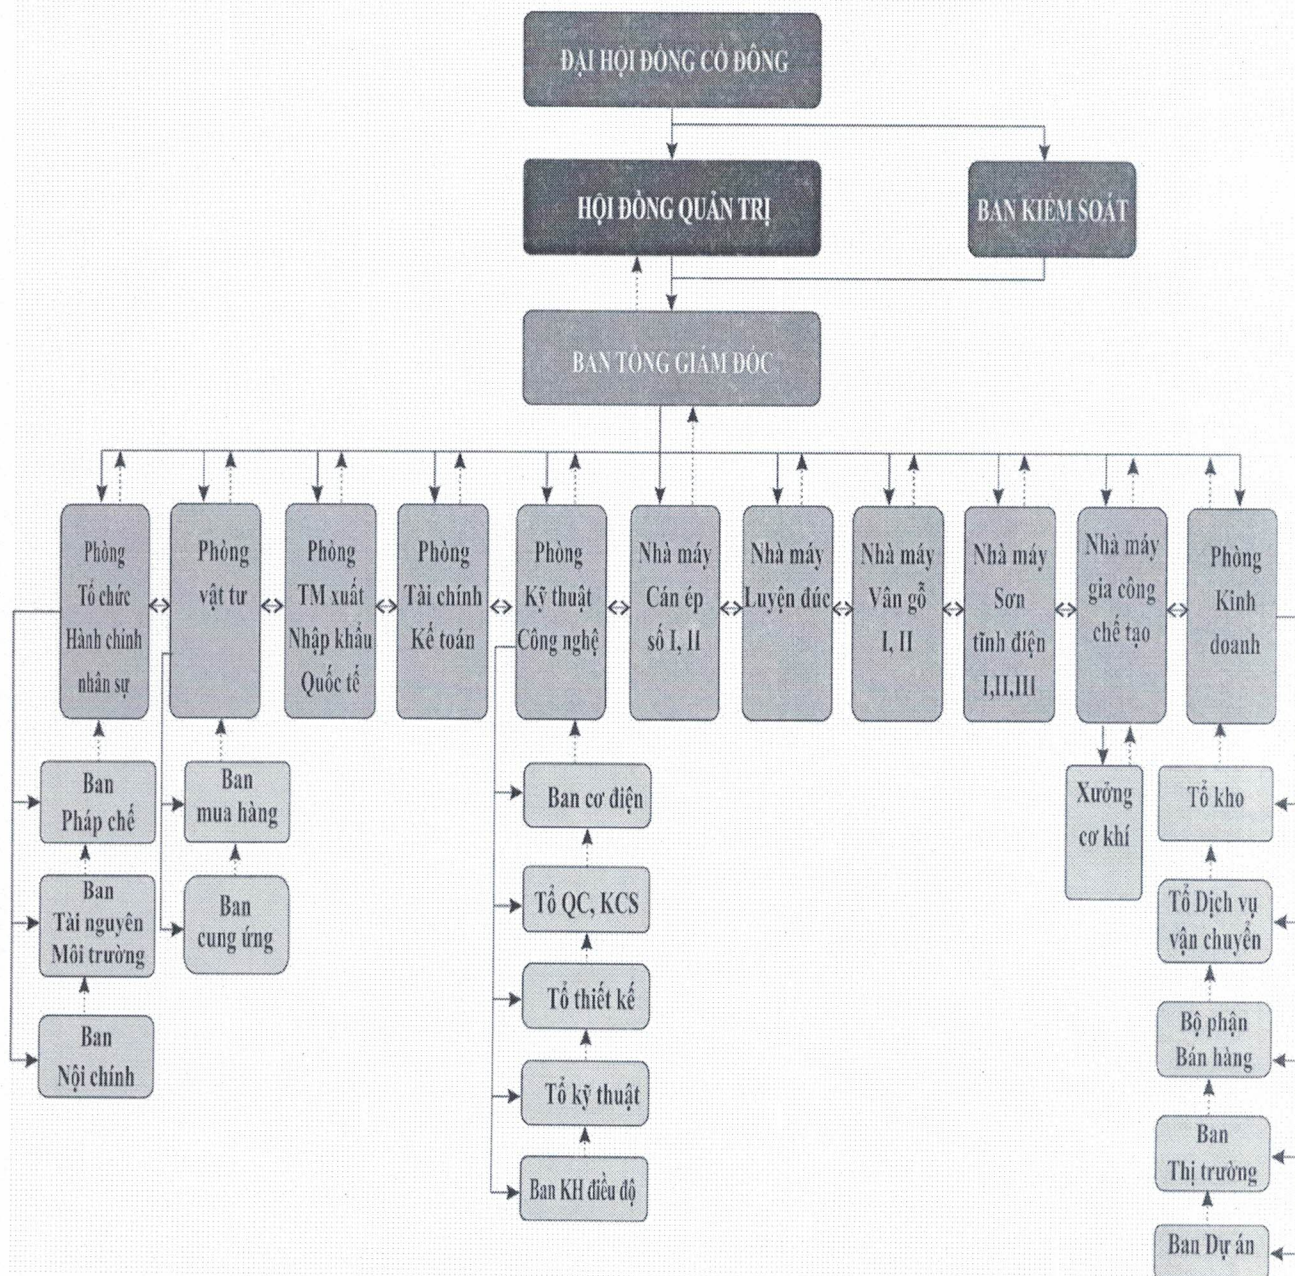 ĐẠI HỘI ĐỒNG CỔ ĐÔNG
HỘI ĐỒNG QUẢN TRỊ
BAN KIỂM SOÁT
BAN TỔNG GIÁM ĐỐC
Phòng
Tổ chức
Hành chính
nhân sự
Phòng
vật tư
Phòng
TM xuất
Nhập khẩu
Quốc tế
Phòng
Tài chính
Kế toán
Phòng
Kỹ thuật
Công nghệ
Nhà máy
Cán ép
số I, II
Nhà máy
Luyện đúc
Nhà máy
Vân gỗ
I, II
Nhà máy
Sơn
tĩnh điện
I,II,III
Nhà máy
gia công
chế tạo
Phòng
Kinh
doanh
Ban
Pháp chế
Ban
Tài nguyên
Môi trường
Ban
Nội chính
Ban
mua hàng
Ban
cung ứng
Ban cơ điện
Tổ QC, KCS
Tổ thiết kế
Tổ kỹ thuật
Ban KH điều độ
Xưởng
cơ khí
Tổ kho
Tổ Dịch vụ
vận chuyển
Bộ phận
Bán hàng
Ban
Thị trường
Ban Dự án